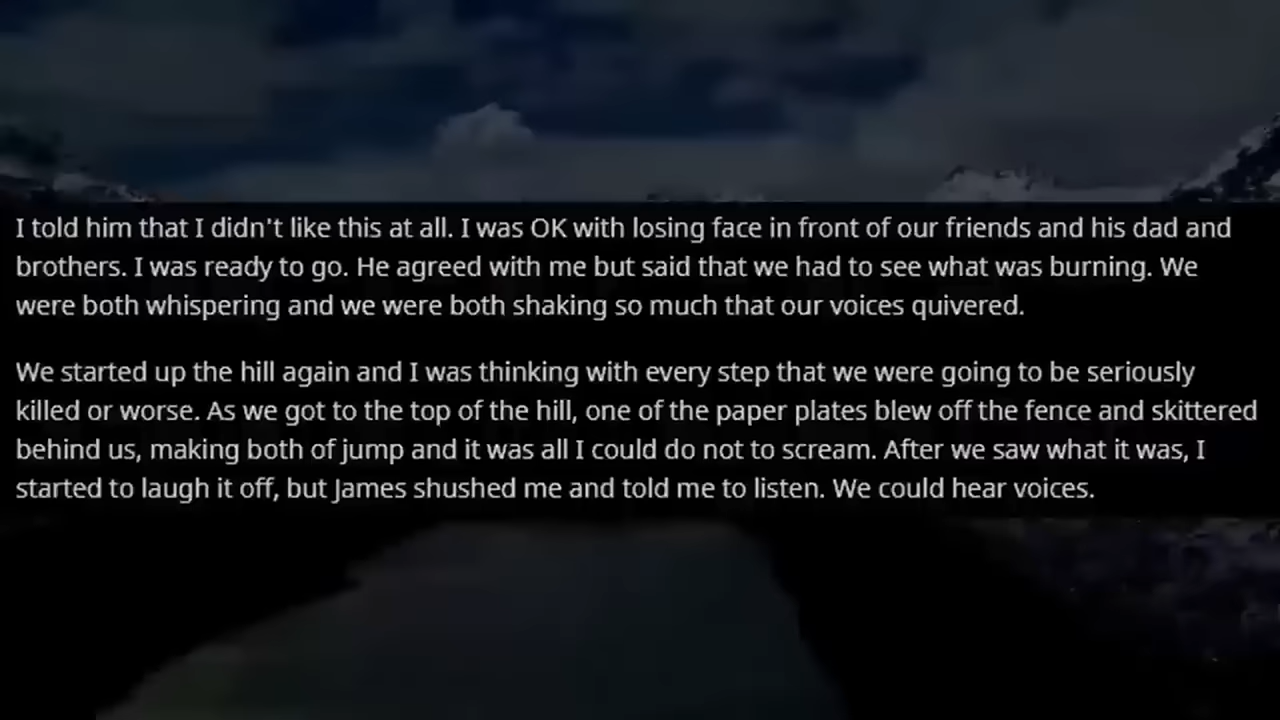 I told him that I didn't like this at all. I was OK with losing face in front of our friends and his dad and
brothers. I was ready to go. He agreed with me but said that we had to see what was burning. We
were both whispering and we were both shaking so much that our voices quivered.
We started up the hill again and I was thinking with every step that we were going to be seriously
killed or worse. As we got to the top of the hill, one of the paper plates blew off the fence and skittered
behind us, making both of jump and it was all I could do not to scream. After we saw what it was, I
started to laugh it off, but James shushed me and told me to listen. We could hear voices.